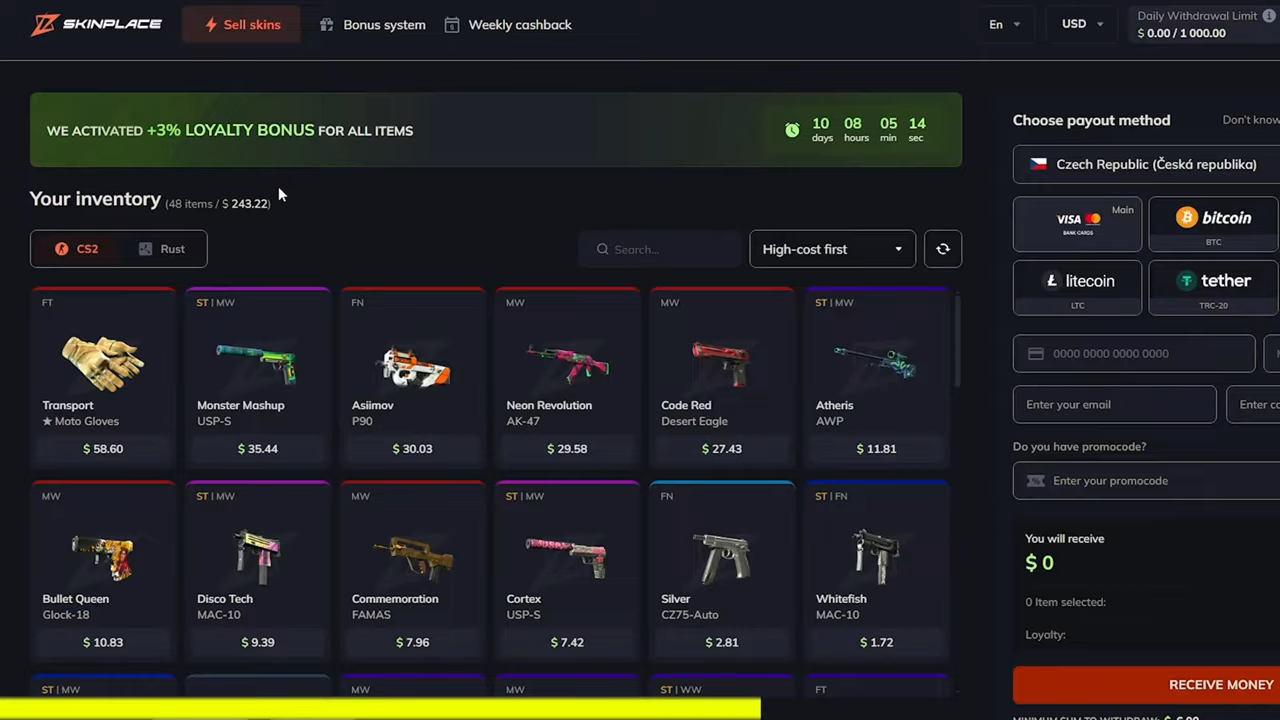 SKINPLACE
Sell skins
Bonus system
Weekly cashback
En
USD
Daily Withdrawal Limit
$ 0.00 / 1 000.00
WE ACTIVATED +3% LOYALTY BONUS FOR ALL ITEMS
10 08 05 14
days hours min sec
Your inventory (48 items / $ 243.22)
CS2
Rust
Search...
High-cost first
FT
Transport
★ Moto Gloves
$ 58.60
ST | MW
Monster Mashup
USP-S
$ 35.44
FN
Asiimov
P90
$ 30.03
MW
Neon Revolution
AK-47
$ 29.58
MW
Code Red
Desert Eagle
$ 27.43
ST | MW
Atheris
AWP
$ 11.81
MW
Bullet Queen
Glock-18
$ 10.83
ST | MW
Disco Tech
MAC-10
$ 9.39
MW
Commemoration
FAMAS
$ 7.96
ST | MW
Cortex
USP-S
$ 7.42
FN
Silver
CZ75-Auto
$ 2.81
ST | FN
Whitefish
MAC-10
$ 1.72
ST | MW
MW
MW
ST | WW
FT
Choose payout method
Don't know
Czech Republic (Česká republika)
VISA
BANK CARDS
Main
bitcoin
BTC
litecoin
LTC
tether
TRC-20
0000 0000 0000 0000
Enter your email
Enter co
Do you have promocode?
Enter your promocode
You will receive
$ 0
0 Item selected:
Loyalty:
RECEIVE MONEY
MINIMUM SUM TO WITHDRAW: $